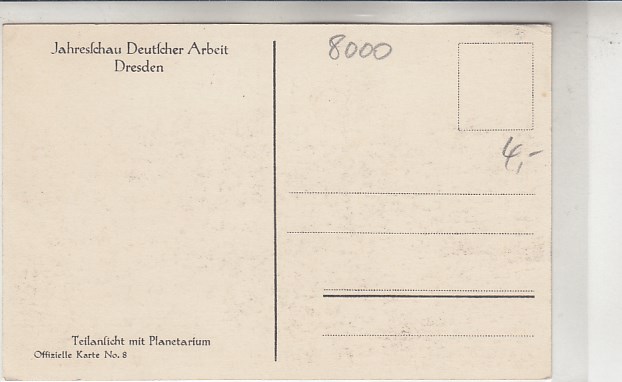 Jahresſchau Deutſcher Arbeit
Dresden
8000
4,-
Teilanſicht mit Planetarium
Offizielle Karte No. 8